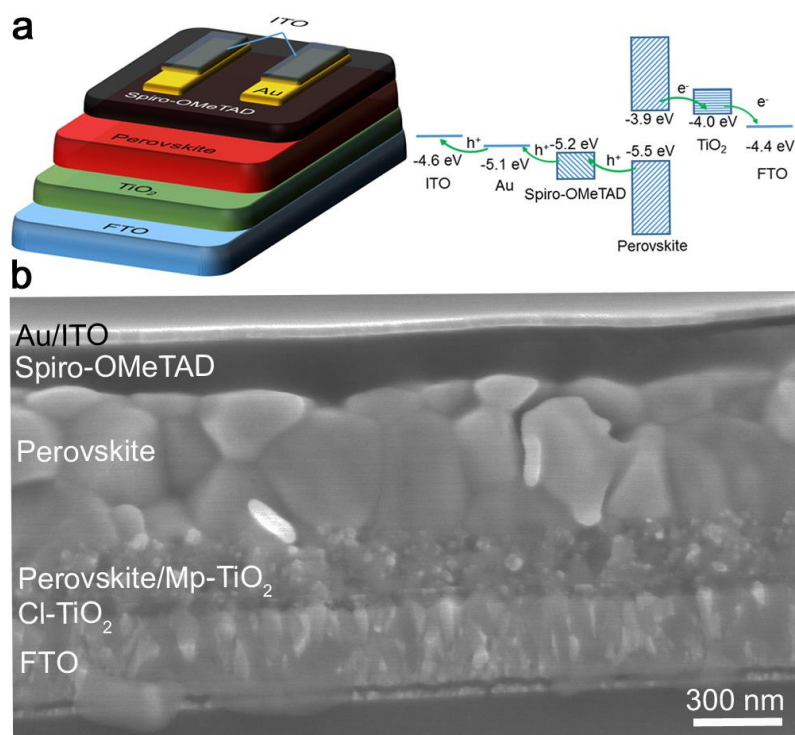 a
ITO
Au
Spiro-OMeTAD
Perovskite
TiO₂
FTO
e⁻
e⁻
-3.9 eV
-4.0 eV
TiO₂
-4.4 eV
FTO
h⁺
-4.6 eV
ITO
-5.1 eV
Au
h⁺
-5.2 eV
Spiro-OMeTAD
h⁺
-5.5 eV
Perovskite
b
Au/ITO
Spiro-OMeTAD
Perovskite
Perovskite/Mp-TiO₂
Cl-TiO₂
FTO
300 nm